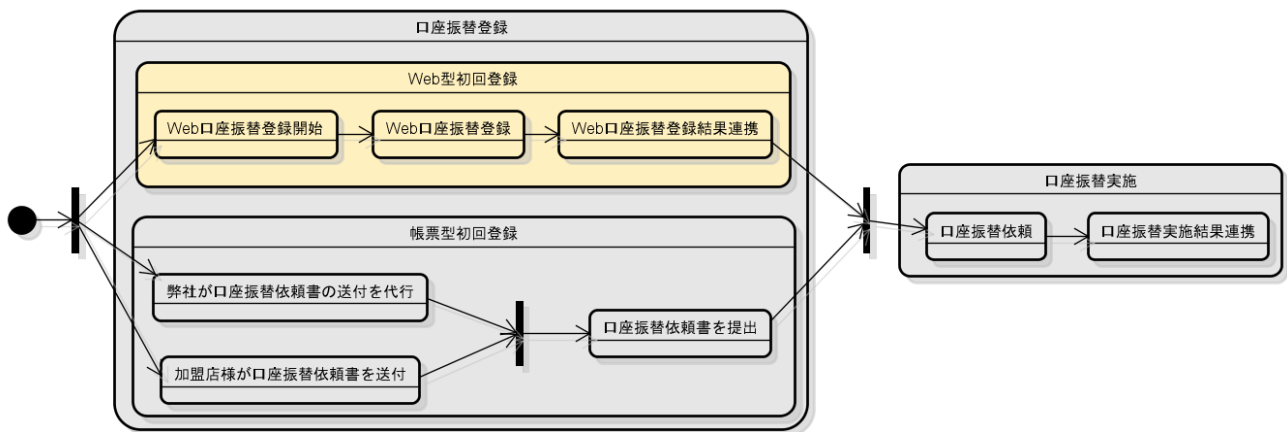 口座振替登録
Web型初回登録
Web口座振替登録開始
Web口座振替登録
Web口座振替登録結果連携
帳票型初回登録
弊社が口座振替依頼書の送付を代行
加盟店様が口座振替依頼書を送付
口座振替依頼書を提出
口座振替実施
口座振替依頼
口座振替実施結果連携